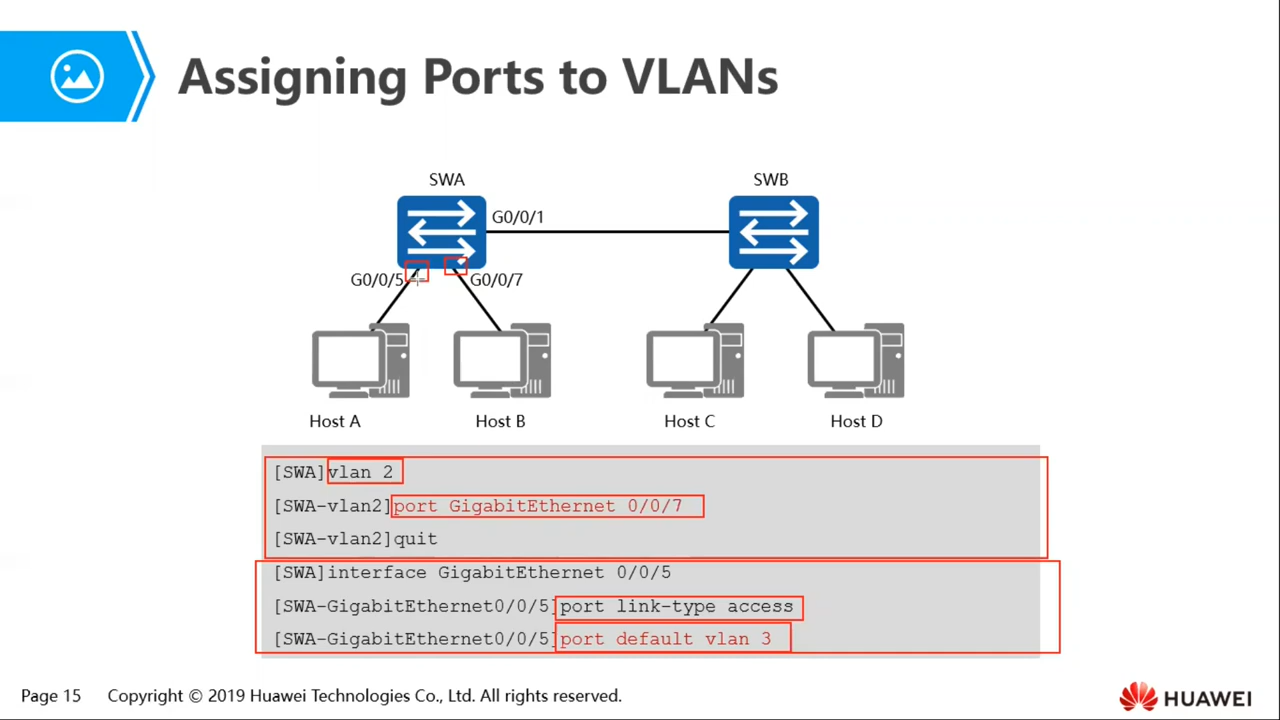 Assigning Ports to VLANs
SWA
SWB
G0/0/1
G0/0/5
G0/0/7
Host A
Host B
Host C
Host D
[SWA]vlan 2
[SWA-vlan2]port GigabitEthernet 0/0/7
[SWA-vlan2]quit
[SWA]interface GigabitEthernet 0/0/5
[SWA-GigabitEthernet0/0/5]port link-type access
[SWA-GigabitEthernet0/0/5]port default vlan 3
Page 15
Copyright © 2019 Huawei Technologies Co., Ltd. All rights reserved.
HUAWEI